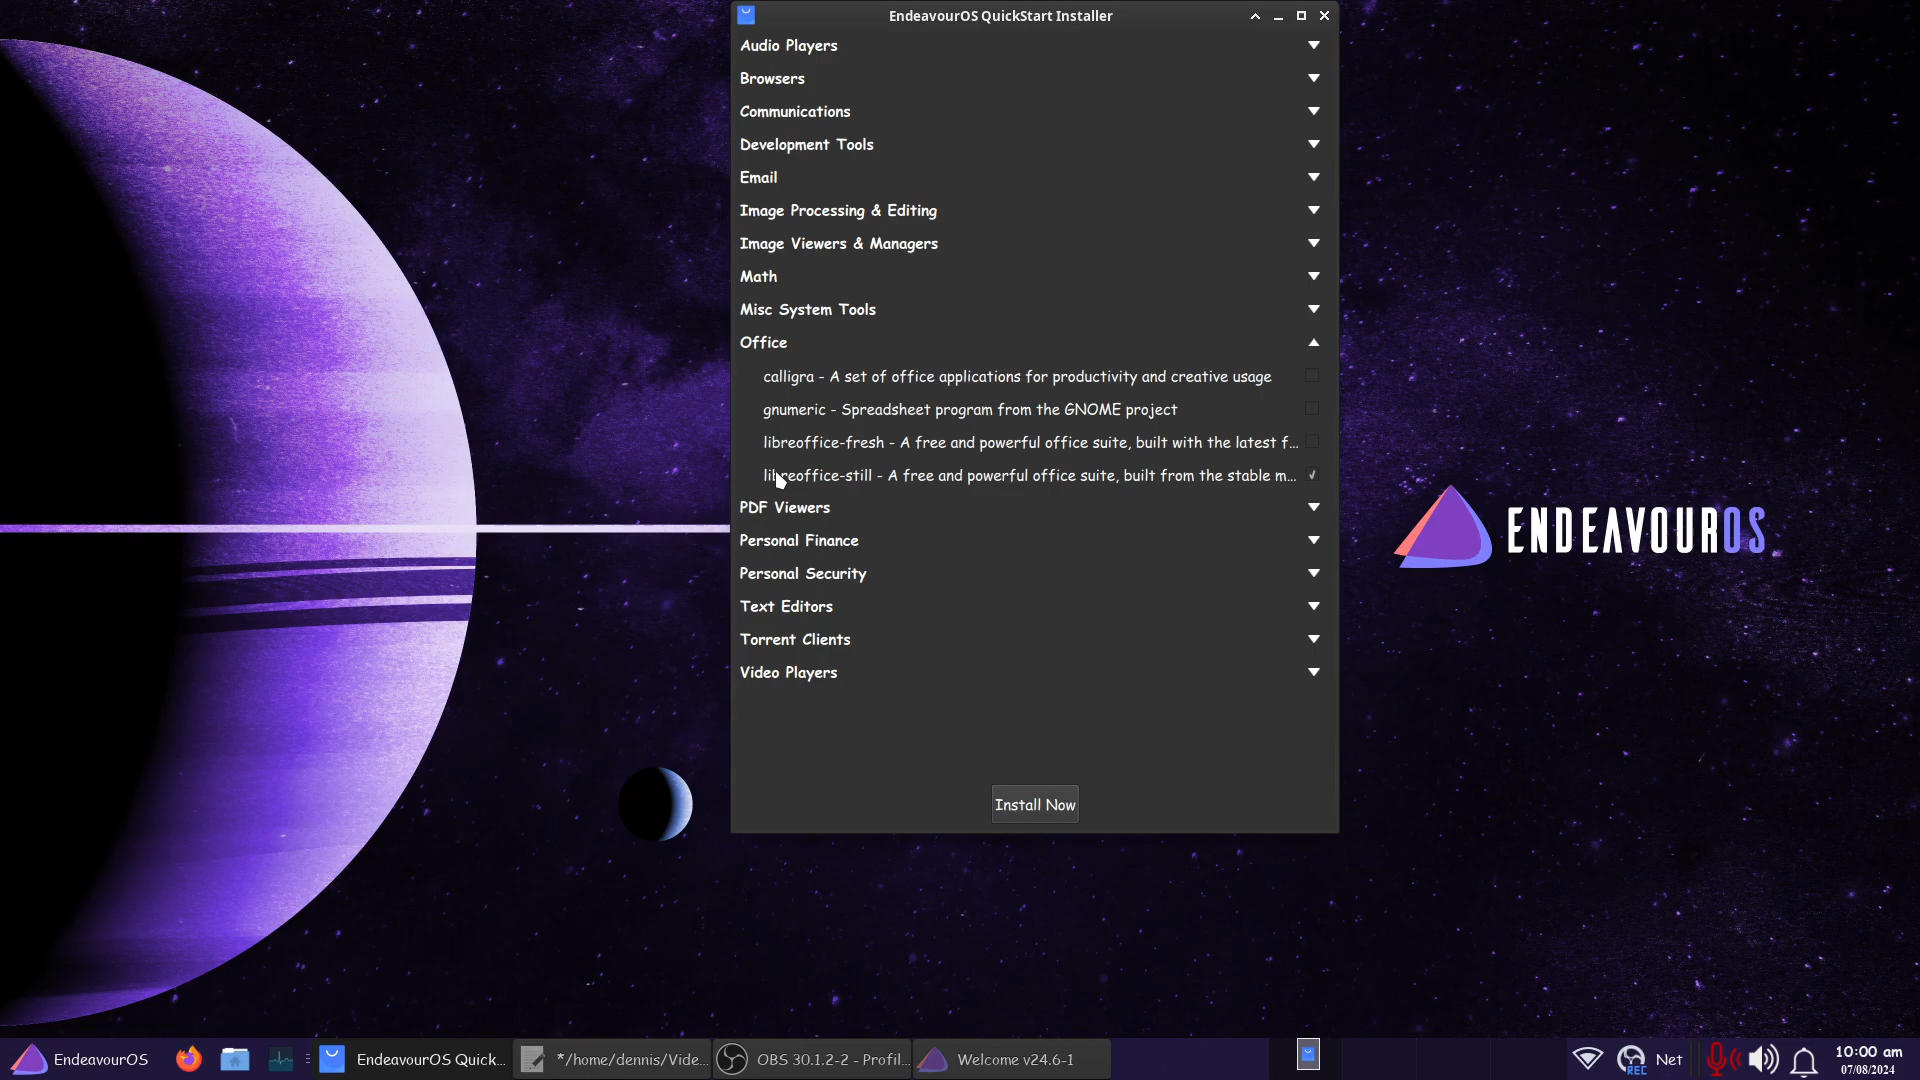 EndeavourOS QuickStart Installer
Audio Players
Browsers
Communications
Development Tools
Email
Image Processing & Editing
Image Viewers & Managers
Math
Misc System Tools
Office
calligra - A set of office applications for productivity and creative usage
gnumeric - Spreadsheet program from the GNOME project
libreoffice-fresh - A free and powerful office suite, built with the latest f...
libreoffice-still - A free and powerful office suite, built from the stable m...
PDF Viewers
Personal Finance
Personal Security
Text Editors
Torrent Clients
Video Players
Install Now
ENDEAVOUROS
EndeavourOS
EndeavourOS Quick...
*/home/dennis/Vide...
OBS 30.1.2-2 - Profil...
Welcome v24.6-1
REC
Net
10:00 am
07/08/2024